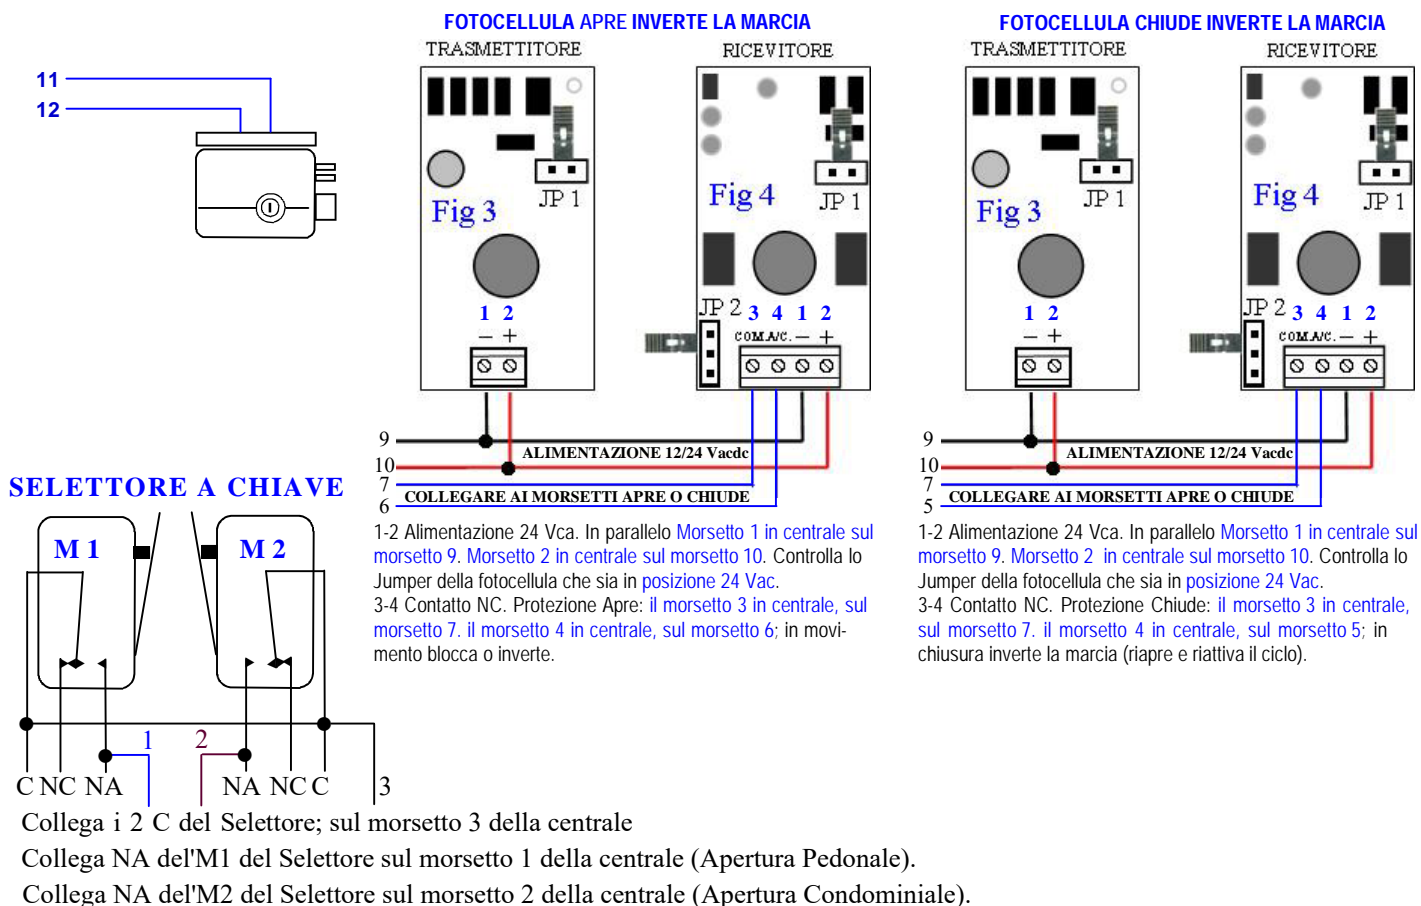 FOTOCELLULA APRE INVERTE LA MARCIA
TRASMETTITORE
RICEVITORE
JP 1
Fig 3
1 2
– +
Fig 4
JP 1
JP 2
3 4 1 2
COM.A/C. – +
9
ALIMENTAZIONE 12/24 Vacdc
10
7
COLLEGARE AI MORSETTI APRE O CHIUDE
6
1-2 Alimentazione 24 Vca. In parallelo Morsetto 1 in centrale sul
morsetto 9. Morsetto 2 in centrale sul morsetto 10. Controlla lo
Jumper della fotocellula che sia in posizione 24 Vac.
3-4 Contatto NC. Protezione Apre: il morsetto 3 in centrale, sul
morsetto 7. il morsetto 4 in centrale, sul morsetto 6; in movi-
mento blocca o inverte.
FOTOCELLULA CHIUDE INVERTE LA MARCIA
TRASMETTITORE
RICEVITORE
JP 1
Fig 3
1 2
– +
Fig 4
JP 1
JP 2
3 4 1 2
COM.A/C. – +
9
ALIMENTAZIONE 12/24 Vacdc
10
7
COLLEGARE AI MORSETTI APRE O CHIUDE
5
1-2 Alimentazione 24 Vca. In parallelo Morsetto 1 in centrale sul
morsetto 9. Morsetto 2 in centrale sul morsetto 10. Controlla lo
Jumper della fotocellula che sia in posizione 24 Vac.
3-4 Contatto NC. Protezione Chiude: il morsetto 3 in centrale,
sul morsetto 7. il morsetto 4 in centrale, sul morsetto 5; in
chiusura inverte la marcia (riapre e riattiva il ciclo).
11
12
SELETTORE A CHIAVE
M 1
M 2
1
2
C NC NA
NA NC C
3
Collega i 2 C del Selettore; sul morsetto 3 della centrale
Collega NA del'M1 del Selettore sul morsetto 1 della centrale (Apertura Pedonale).
Collega NA del'M2 del Selettore sul morsetto 2 della centrale (Apertura Condominiale).